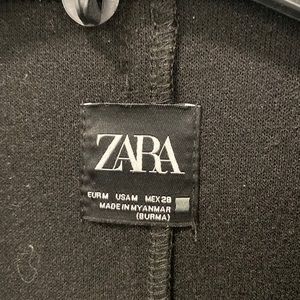 ZARA
EUR M USA M MEX 28
MADE IN MYANMAR
(BURMA)